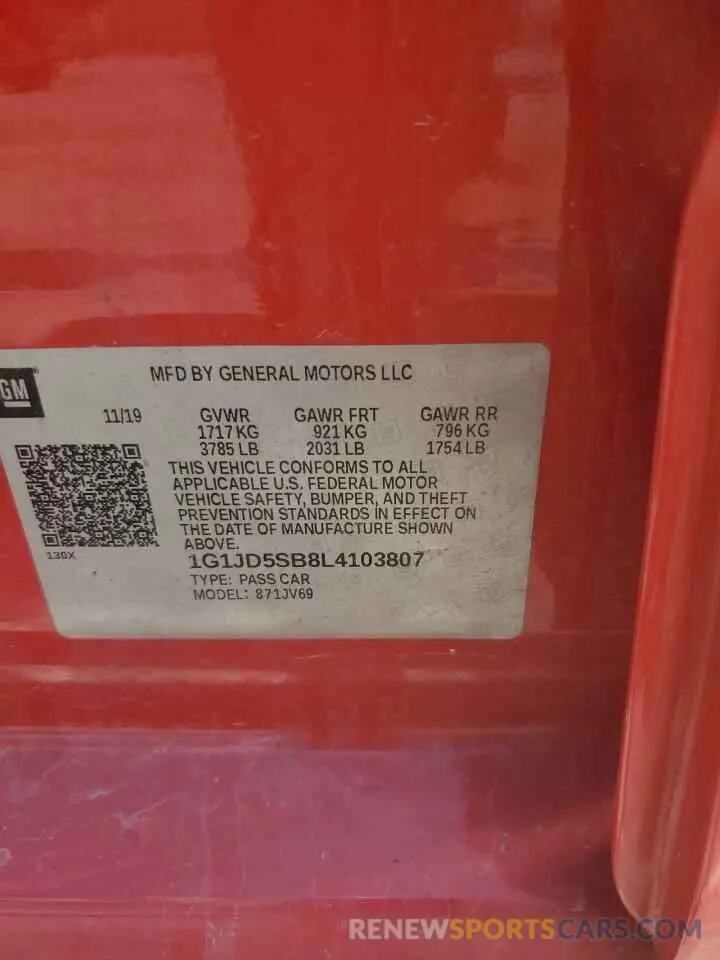 GM
MFD BY GENERAL MOTORS LLC
11/19 GVWR GAWR FRT GAWR RR
1717 KG 921 KG 796 KG
3785 LB 2031 LB 1754 LB
THIS VEHICLE CONFORMS TO ALL
APPLICABLE U.S. FEDERAL MOTOR
VEHICLE SAFETY, BUMPER, AND THEFT
PREVENTION STANDARDS IN EFFECT ON
THE DATE OF MANUFACTURE SHOWN
ABOVE.
130X
1G1JD5SB8L4103807
TYPE: PASS CAR
MODEL: 871JV69
RENEWSPORTSCARS.COM